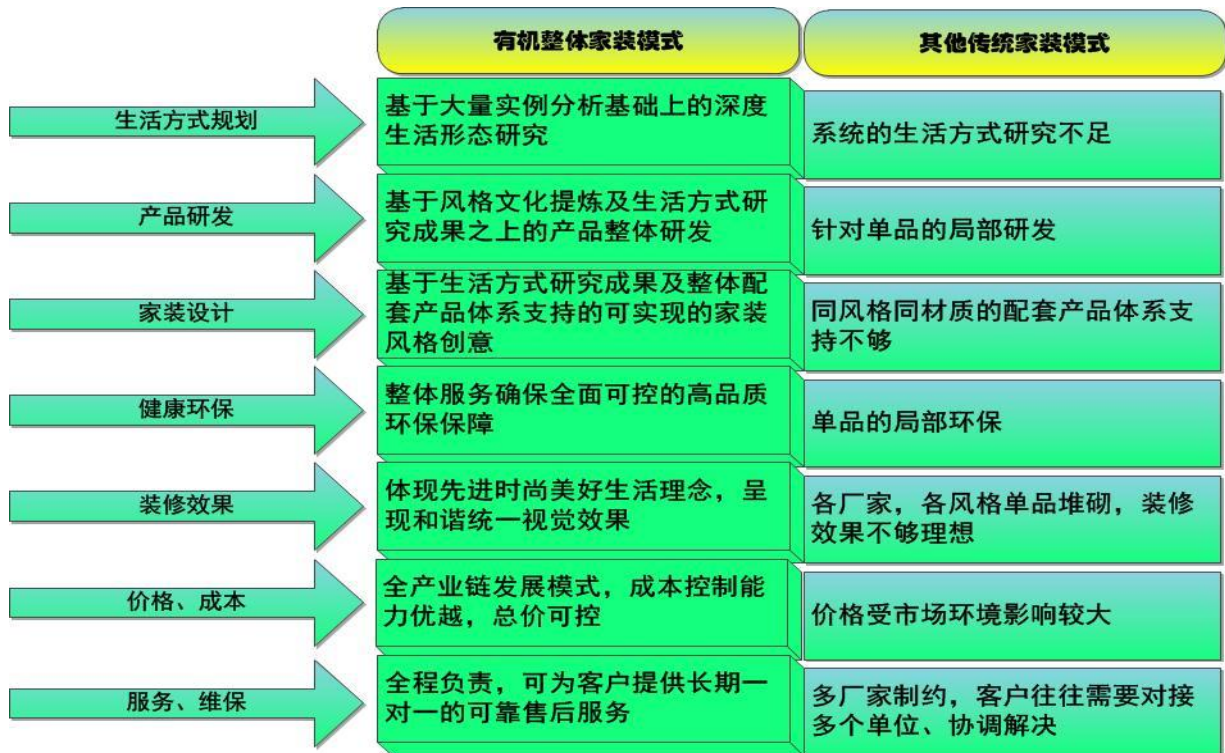 有机整体家装模式
其他传统家装模式
生活方式规划
基于大量实例分析基础上的深度
生活形态研究
系统的生活方式研究不足
产品研发
基于风格文化提炼及生活方式研
究成果之上的产品整体研发
针对单品的局部研发
家装设计
基于生活方式研究成果及整体配
套产品体系支持的可实现的家装
风格创意
同风格同材质的配套产品体系支
持不够
健康环保
整体服务确保全面可控的高品质
环保保障
单品的局部环保
装修效果
体现先进时尚美好生活理念，呈
现和谐统一视觉效果
各厂家，各风格单品堆砌，装修
效果不够理想
价格、成本
全产业链发展模式，成本控制能
力优越，总价可控
价格受市场环境影响较大
服务、维保
全程负责，可为客户提供长期一
对一的可靠售后服务
多厂家制约，客户往往需要对接
多个单位、协调解决